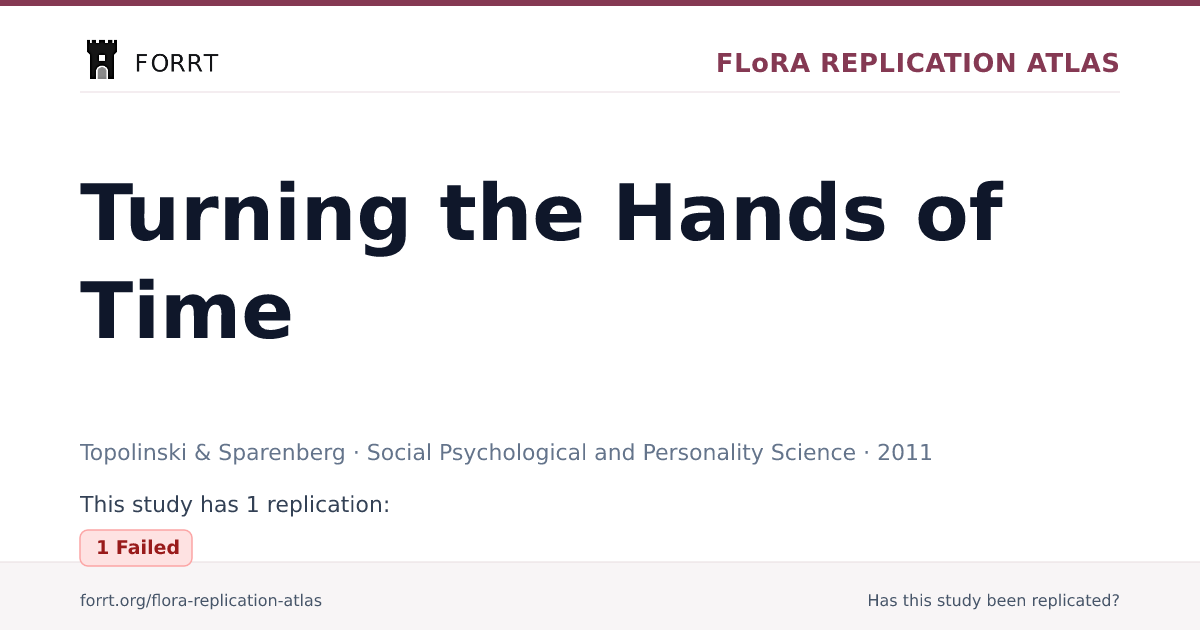 FORRT
FLoRA REPLICATION ATLAS
Turning the Hands of
Time
Topolinski & Sparenberg · Social Psychological and Personality Science · 2011
This study has 1 replication:
1 Failed
forrt.org/flora-replication-atlas
Has this study been replicated?